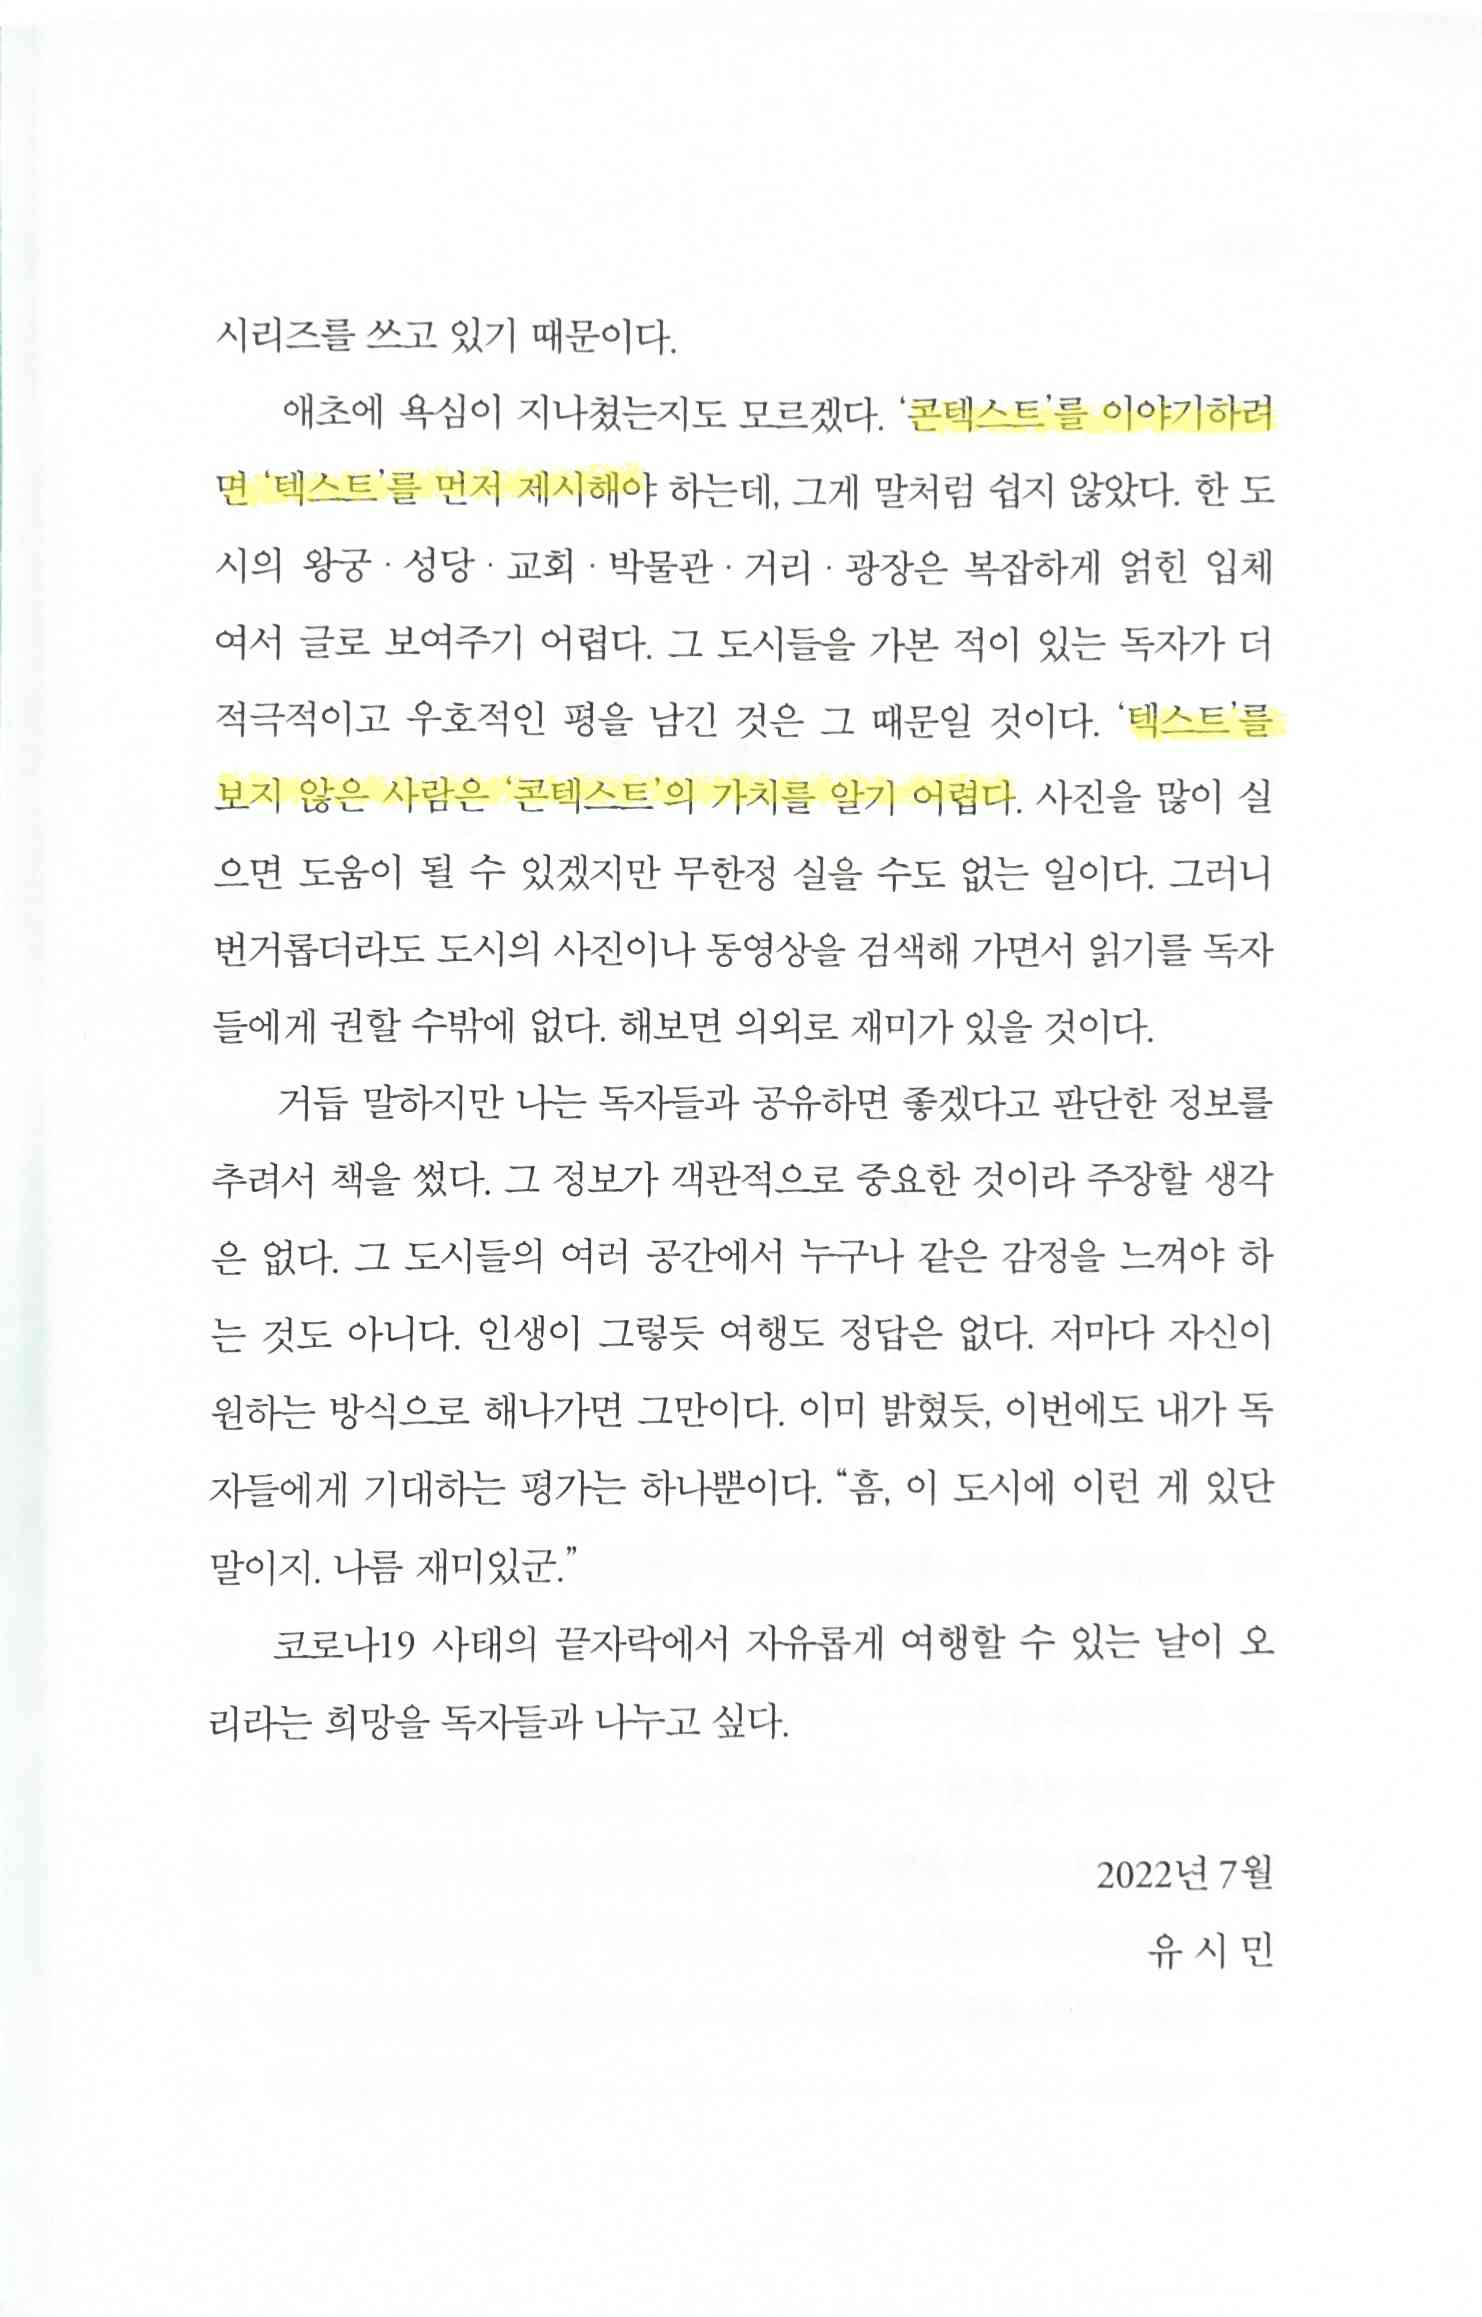 시리즈를 쓰고 있기 때문이다.
애초에 욕심이 지나쳤는지도 모르겠다. ‘콘텍스트’를 이야기하려
면 ‘텍스트’를 먼저 제시해야 하는데, 그게 말처럼 쉽지 않았다. 한 도
시의 왕궁 · 성당 · 교회 · 박물관 · 거리 · 광장은 복잡하게 얽힌 입체
여서 글로 보여주기 어렵다. 그 도시들을 가본 적이 있는 독자가 더
적극적이고 우호적인 평을 남긴 것은 그 때문일 것이다. ‘텍스트’를
보지 않은 사람은 ‘콘텍스트’의 가치를 알기 어렵다. 사진을 많이 실
으면 도움이 될 수 있겠지만 무한정 실을 수도 없는 일이다. 그러니
번거롭더라도 도시의 사진이나 동영상을 검색해 가면서 읽기를 독자
들에게 권할 수밖에 없다. 해보면 의외로 재미가 있을 것이다.
거듭 말하지만 나는 독자들과 공유하면 좋겠다고 판단한 정보를
추려서 책을 썼다. 그 정보가 객관적으로 중요한 것이라 주장할 생각
은 없다. 그 도시들의 여러 공간에서 누구나 같은 감정을 느껴야 하
는 것도 아니다. 인생이 그렇듯 여행도 정답은 없다. 저마다 자신이
원하는 방식으로 해나가면 그만이다. 이미 밝혔듯, 이번에도 내가 독
자들에게 기대하는 평가는 하나뿐이다. “흠, 이 도시에 이런 게 있단
말이지. 나름 재미있군.”
코로나19 사태의 끝자락에서 자유롭게 여행할 수 있는 날이 오
리라는 희망을 독자들과 나누고 싶다.
2022년 7월
유 시 민